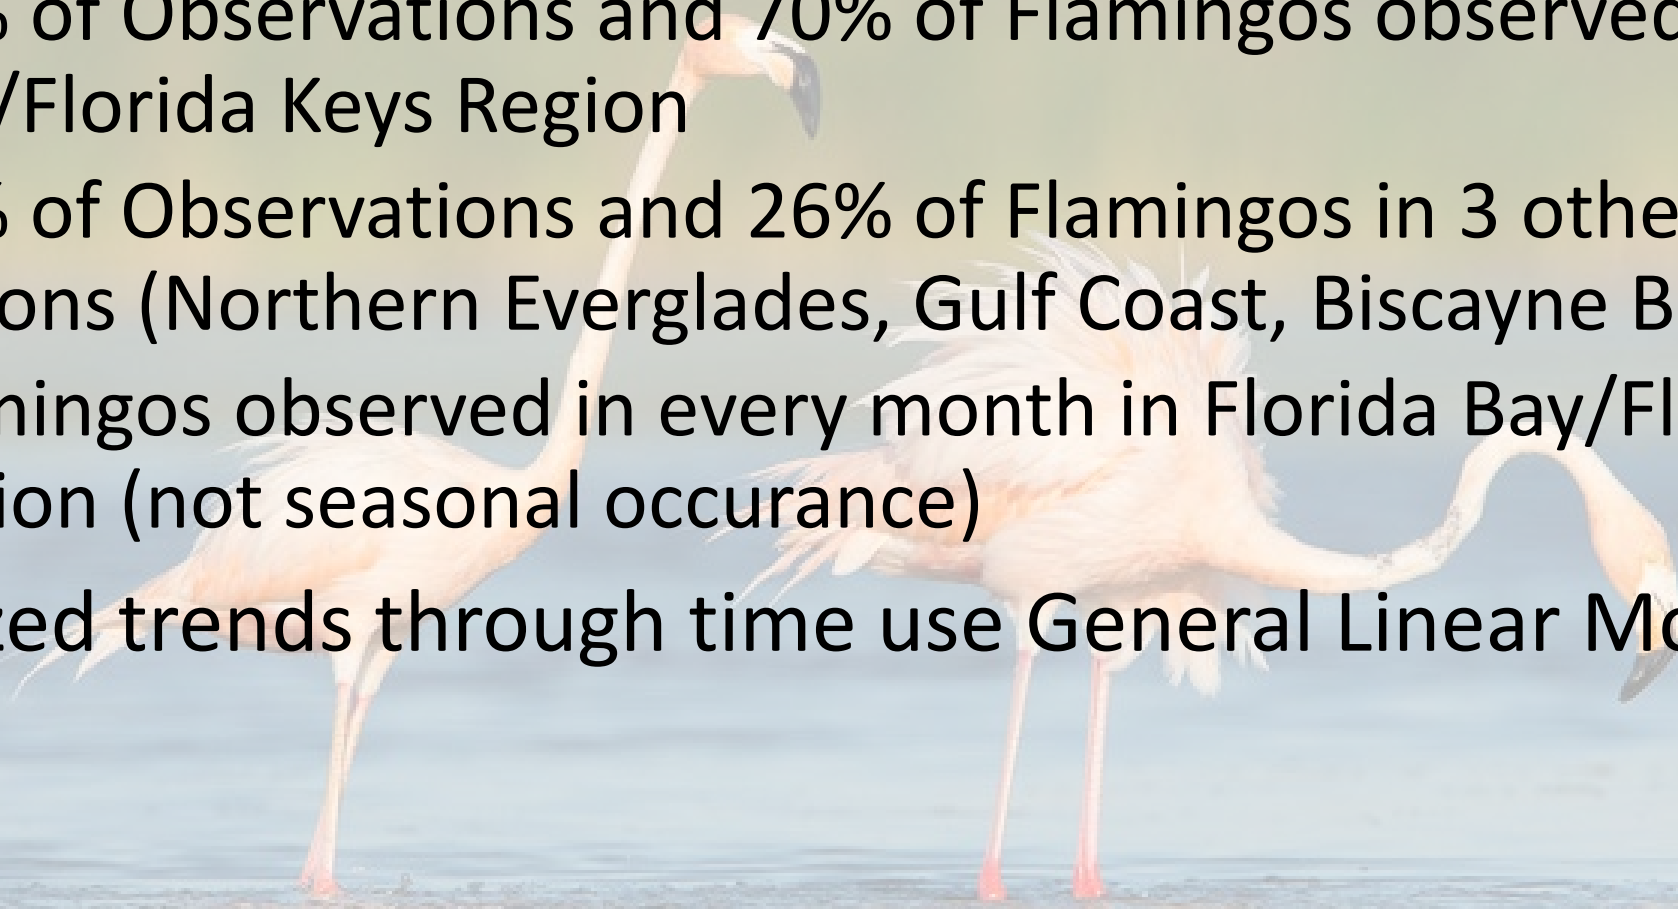 % of Observations and 70% of Flamingos observed
/Florida Keys Region
% of Observations and 26% of Flamingos in 3 othe
ons (Northern Everglades, Gulf Coast, Biscayne B
mingos observed in every month in Florida Bay/Fl
ion (not seasonal occurance)
zed trends through time use General Linear Mo